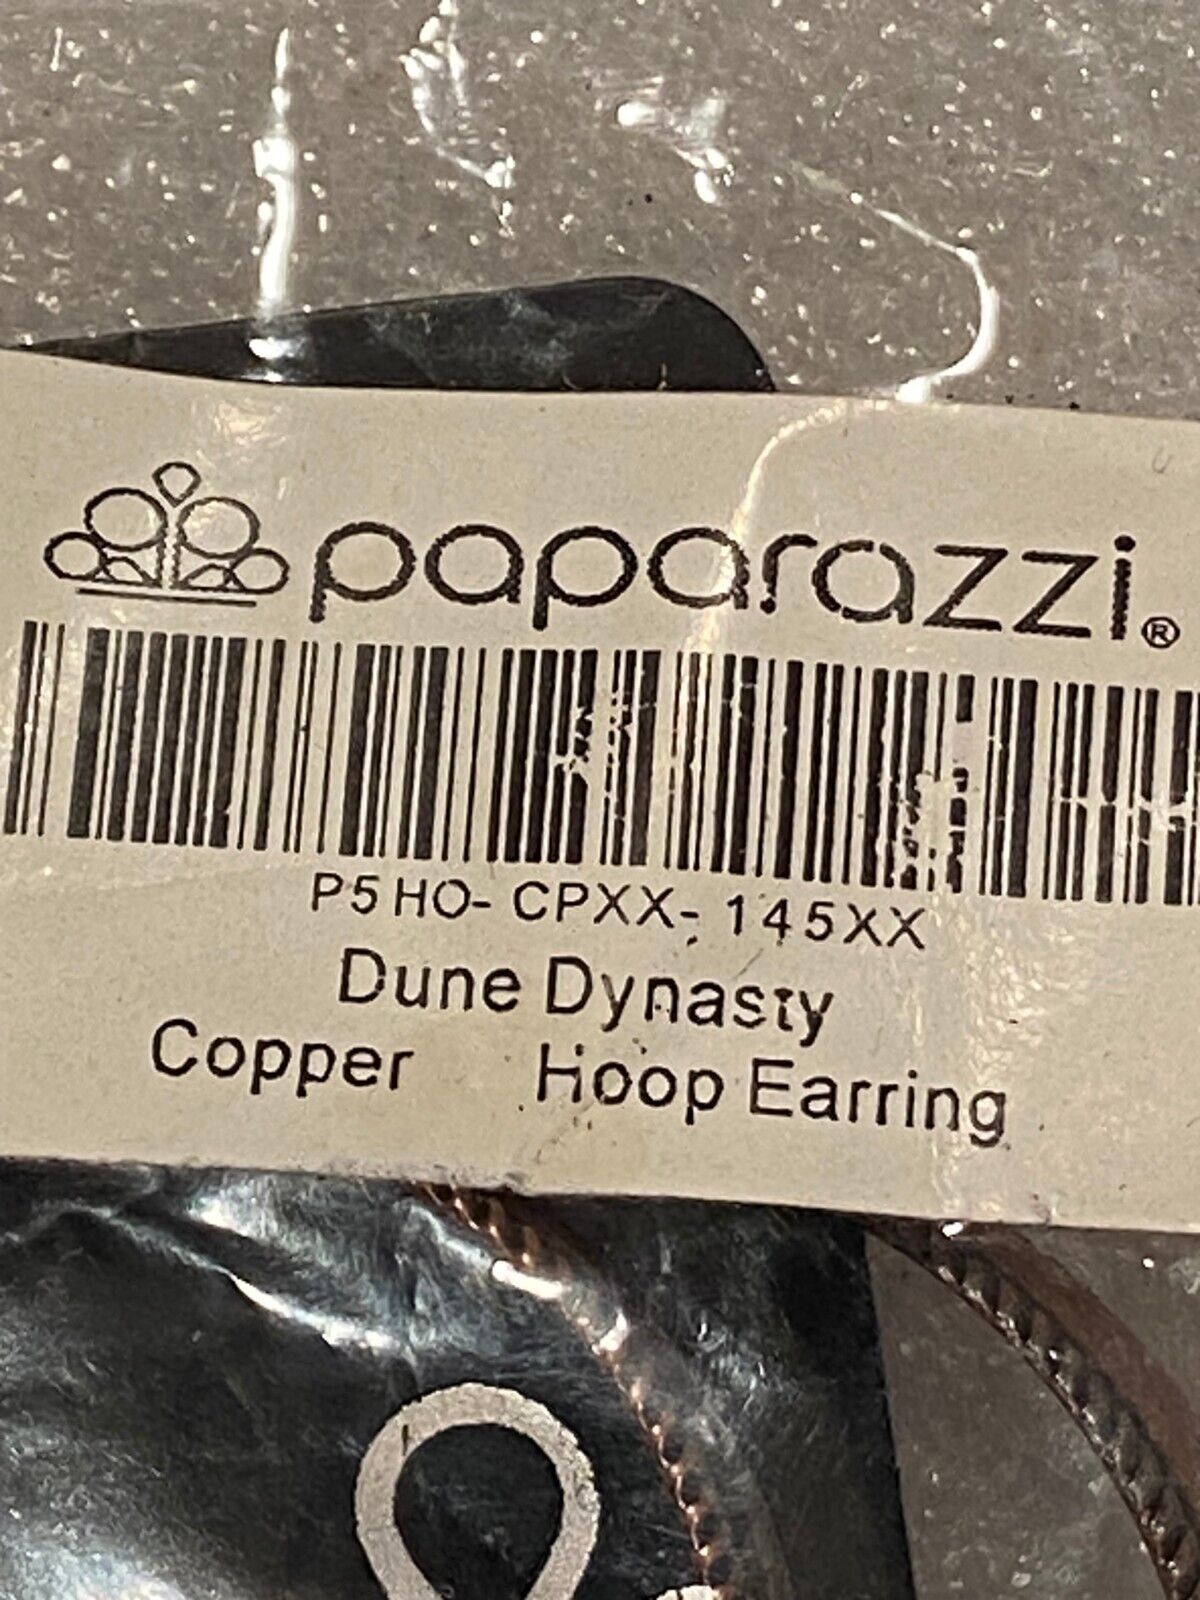 paparazzi®
P5HO-CPXX-145XX
Dune Dynasty
Copper Hoop Earring